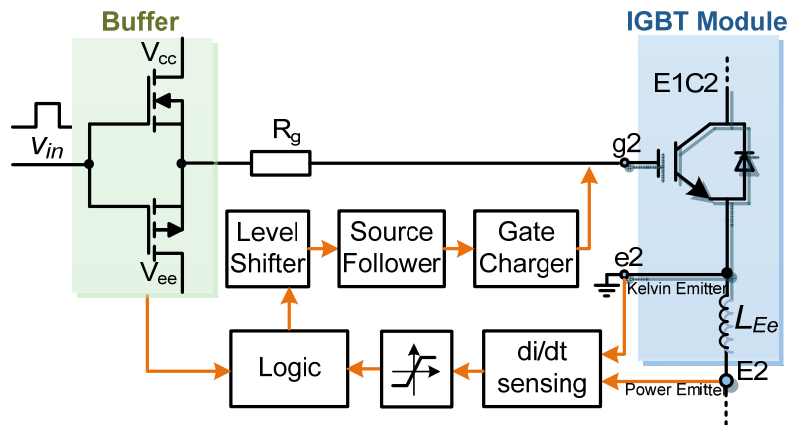 Buffer
IGBT Module
Vcc
E1C2
vin
Rg
g2
Vee
Level
Shifter
Source
Follower
Gate
Charger
e2
Kelvin Emitter
LEe
Logic
di/dt
sensing
E2
Power Emitter